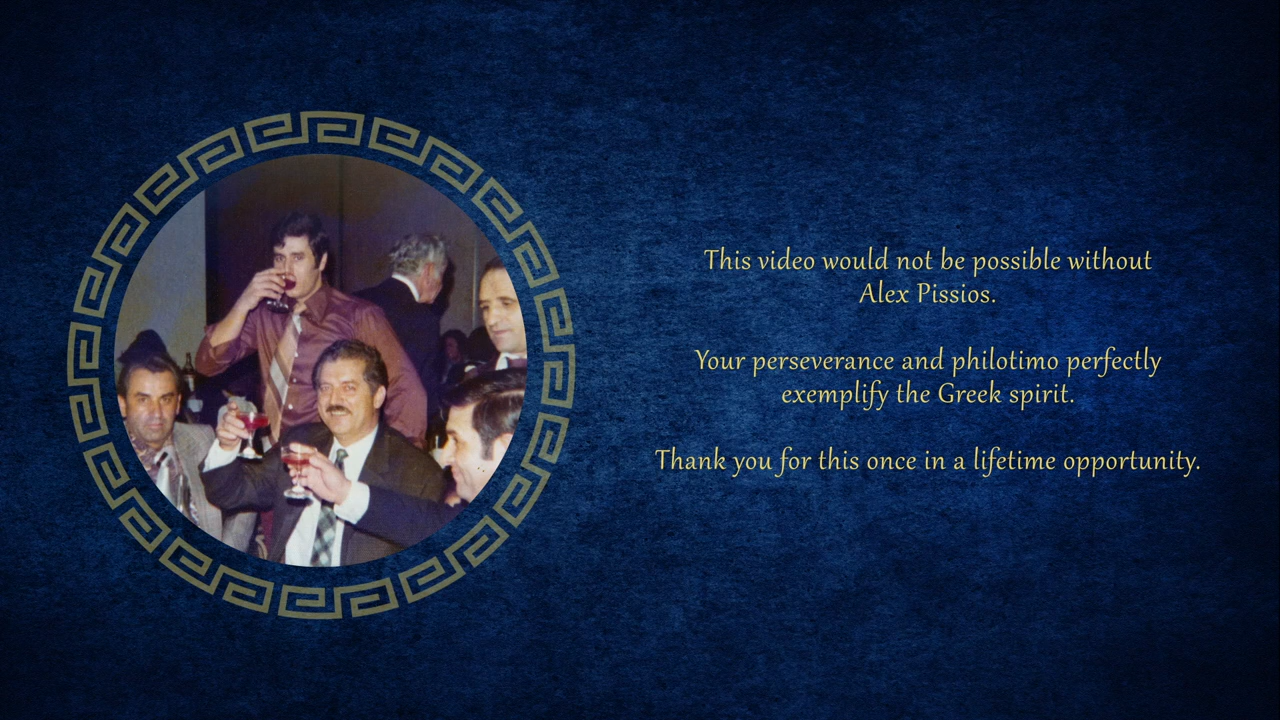 This video would not be possible without
Alex Pissios.
Your perseverance and philotimo perfectly
exemplify the Greek spirit.
Thank you for this once in a lifetime opportunity.